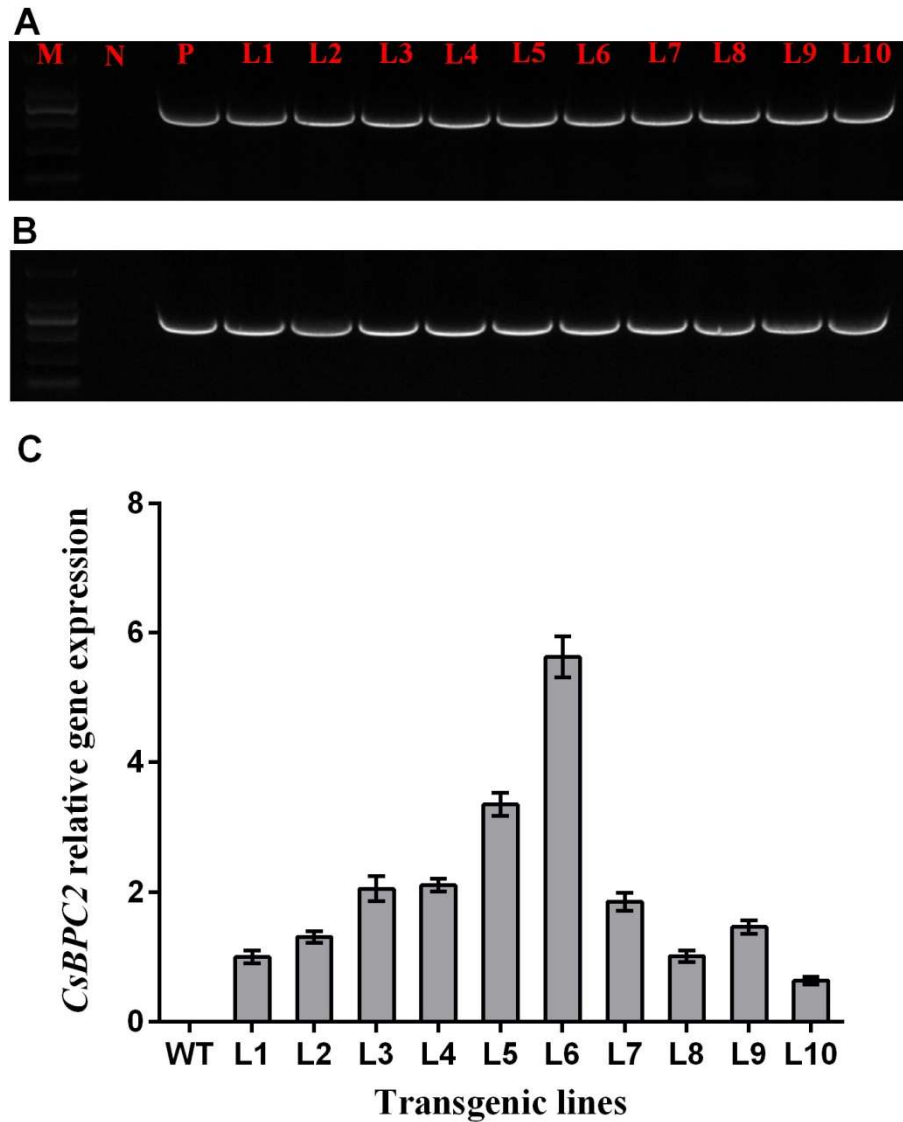 A
M N P L1 L2 L3 L4 L5 L6 L7 L8 L9 L10
B
C
CsBPC2 relative gene expression
8
6
4
2
0
WT L1 L2 L3 L4 L5 L6 L7 L8 L9 L10
Transgenic lines